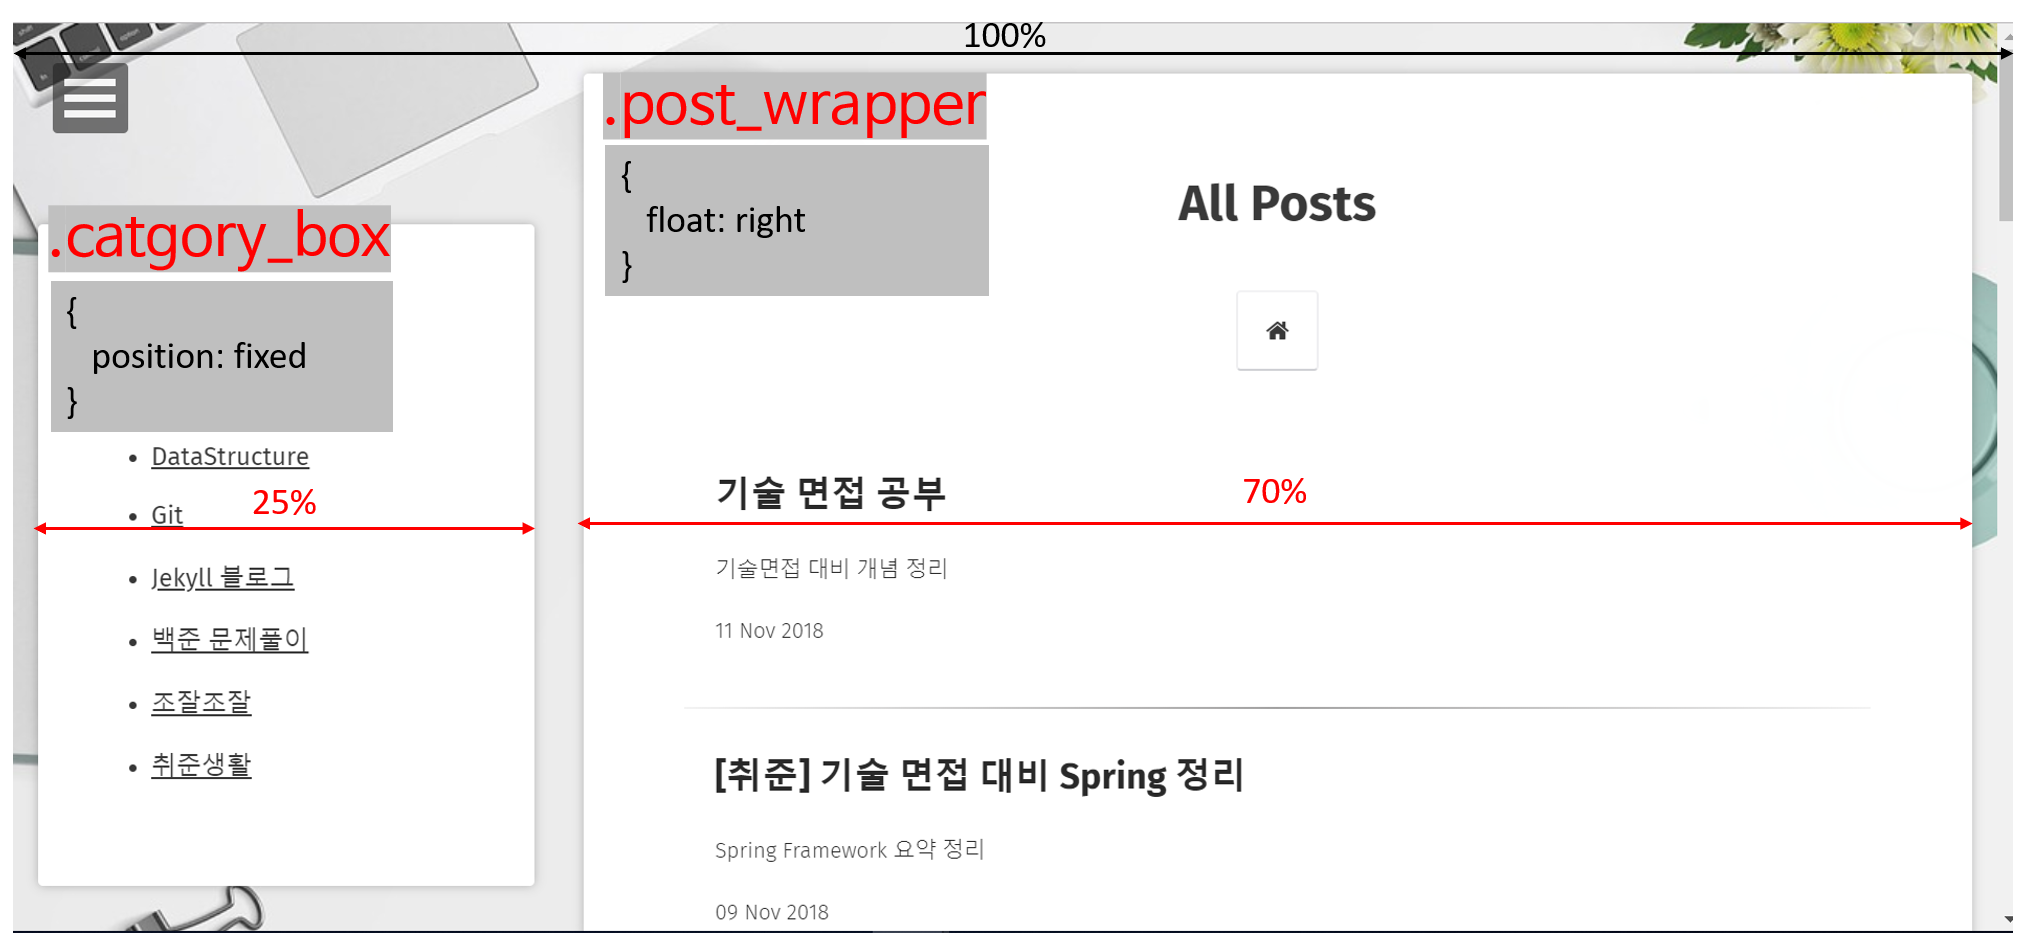 100%
.post_wrapper
{
float: right
}
All Posts
.catgory_box
{
position: fixed
}
• DataStructure
25%
• Git
• Jekyll 블로그
• 백준 문제풀이
• 조잘조잘
• 취준생활
기술 면접 공부
70%
기술면접 대비 개념 정리
11 Nov 2018
[취준] 기술 면접 대비 Spring 정리
Spring Framework 요약 정리
09 Nov 2018